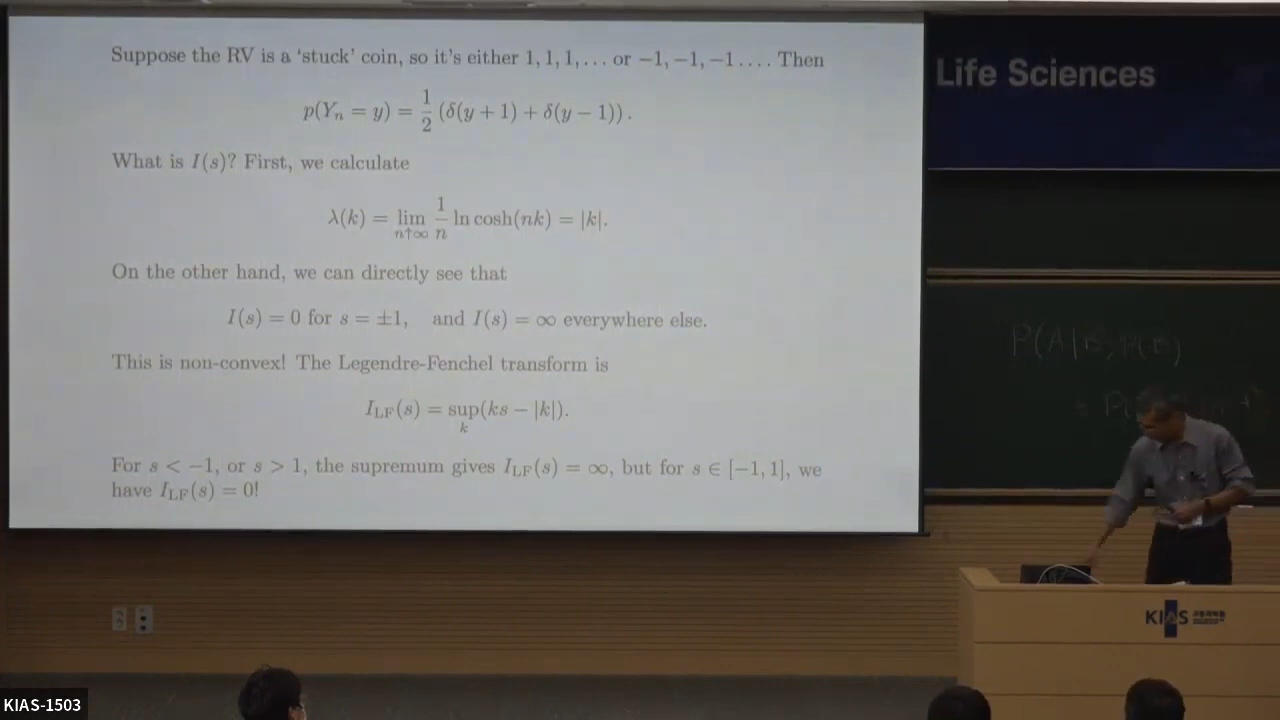 Suppose the RV is a 'stuck' coin, so it's either 1, 1, 1, … or −1, −1, −1 …. Then
p(Yₙ = y) = 1/2 (δ(y + 1) + δ(y − 1)).
What is I(s)? First, we calculate
λ(k) = lim n↑∞ 1/n ln cosh(nk) = |k|.
On the other hand, we can directly see that
I(s) = 0 for s = ±1, and I(s) = ∞ everywhere else.
This is non-convex! The Legendre-Fenchel transform is
I_LF(s) = sup k (ks − |k|).
For s < −1, or s > 1, the supremum gives I_LF(s) = ∞, but for s ∈ [−1, 1], we
have I_LF(s) = 0!
Life Sciences
P(A|B) P(B)
KIAS
KIAS-1503